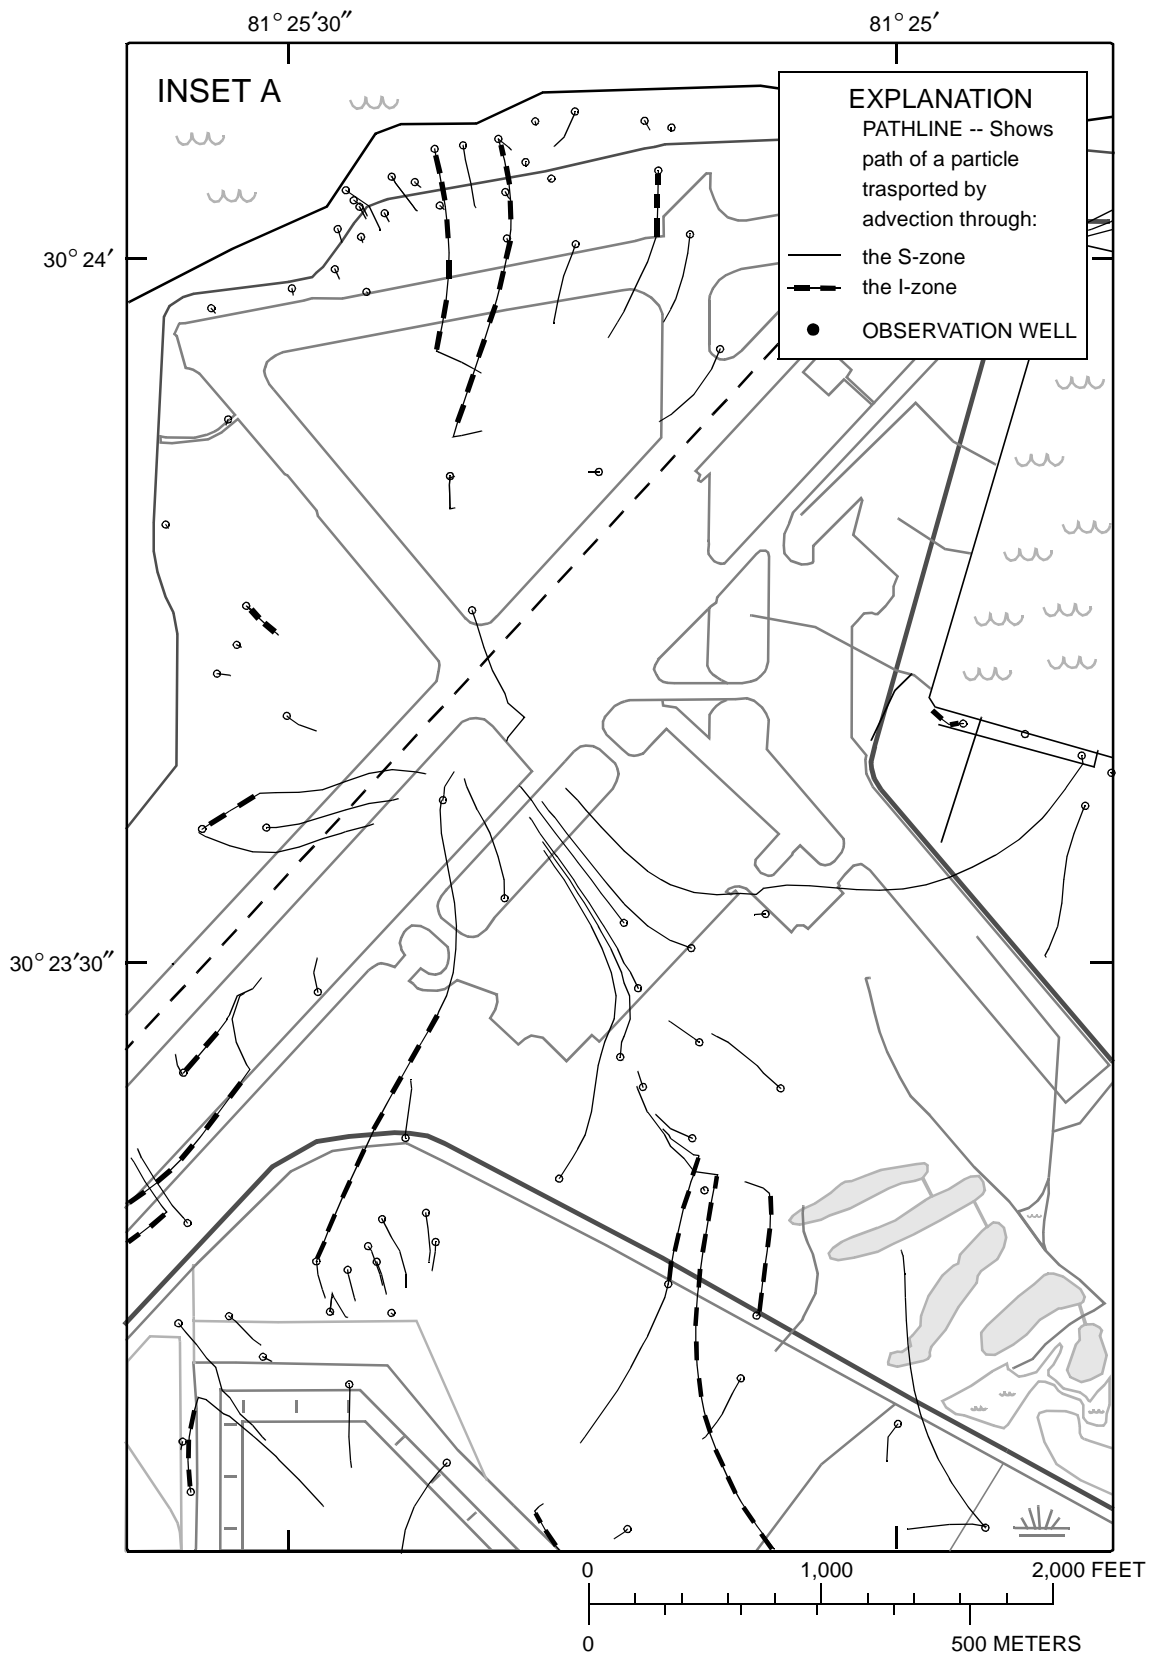 81° 25′30″
81° 25′
INSET A
EXPLANATION
PATHLINE -- Shows
path of a particle
trasported by
advection through:
the S-zone
the I-zone
OBSERVATION WELL
30° 24′
30° 23′30″
0 1,000 2,000 FEET
0 500 METERS